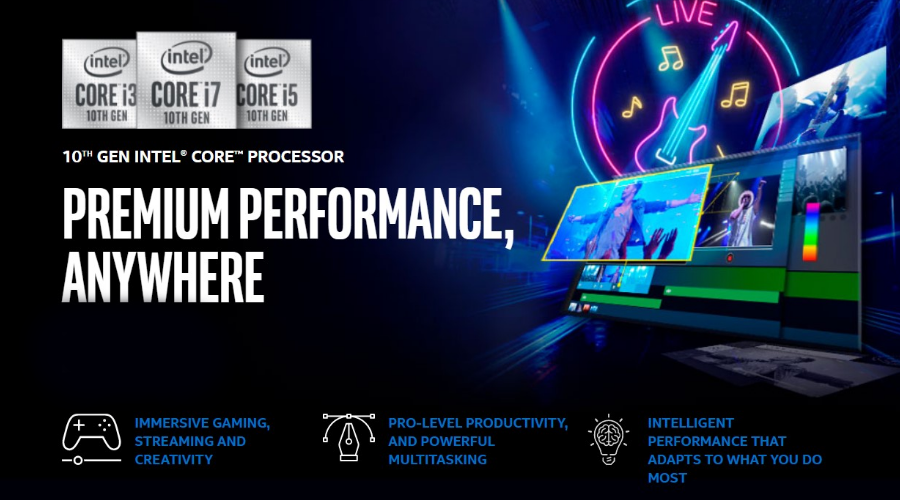 LIVE
intel
CORE i3
10TH GEN
intel
CORE i7
10TH GEN
intel
CORE i5
10TH GEN
10TH GEN INTEL® CORE™ PROCESSOR
PREMIUM PERFORMANCE,
ANYWHERE
IMMERSIVE GAMING,
STREAMING AND
CREATIVITY
PRO-LEVEL PRODUCTIVITY,
AND POWERFUL
MULTITASKING
INTELLIGENT
PERFORMANCE THAT
ADAPTS TO WHAT YOU DO
MOST